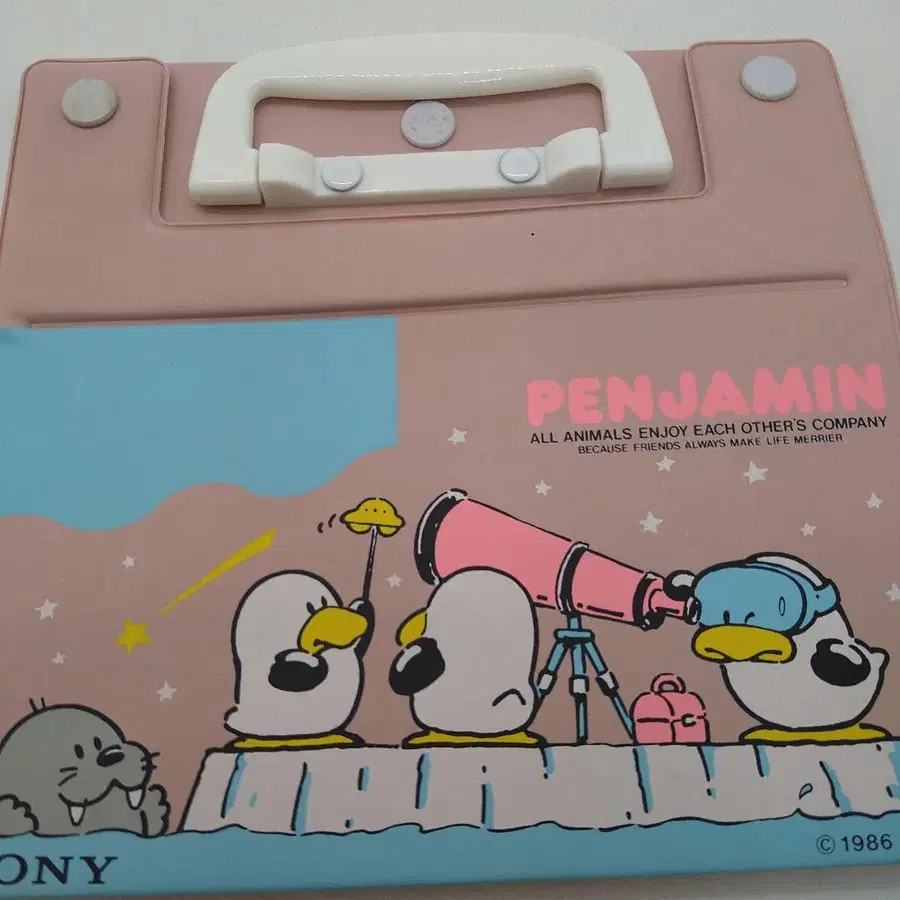 PENJAMIN
ALL ANIMALS ENJOY EACH OTHER'S COMPANY
BECAUSE FRIENDS ALWAYS MAKE LIFE MERRIER
ONY
© 1986